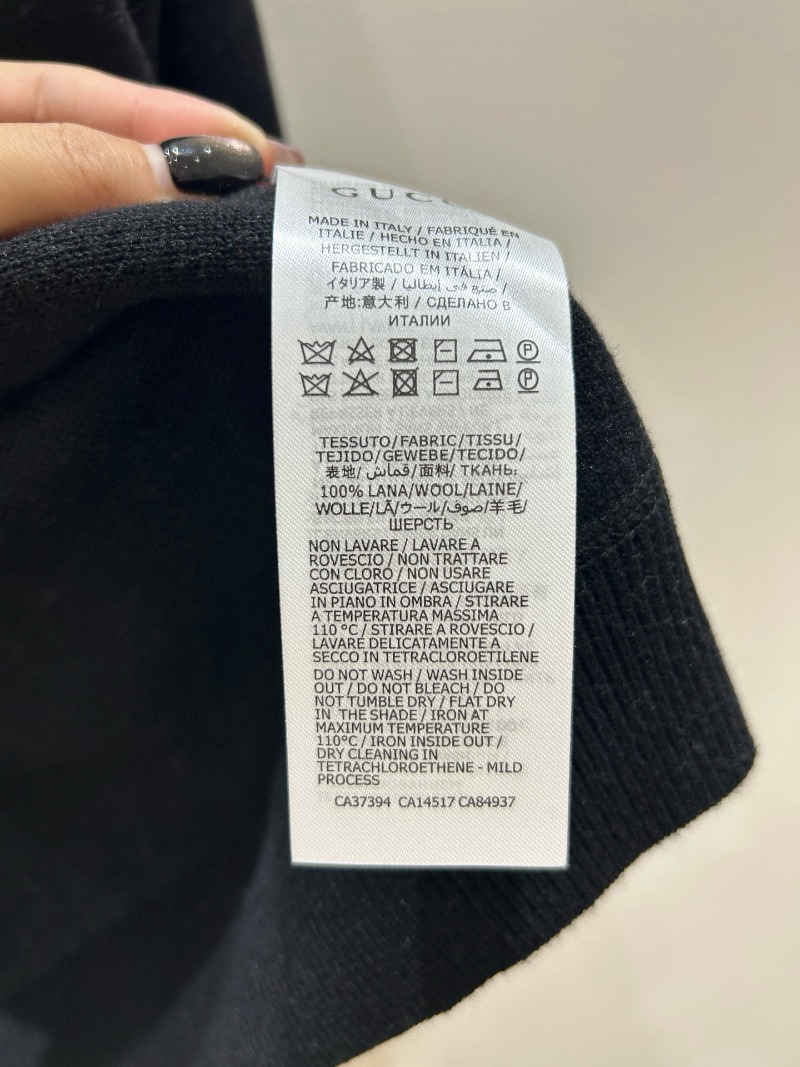 GUCC
MADE IN ITALY / FABRIQUÉ EN
ITALIE / HECHO EN ITALIA /
HERGESTELLT IN ITALIEN /
FABRICADO EM ITÁLIA /
イタリア製 / صنع في إيطاليا /
产地:意大利 / СДЕЛАНО В
ИТАЛИИ
P
P
TESSUTO/FABRIC/TISSU/
TEJIDO/GEWEBE/TECIDO/
表地/قماش/面料/ ТКАНЬ:
100% LANA/WOOL/LAINE/
WOLLE/LÃ/ウール/صوف/羊毛/
ШЕРСТЬ
NON LAVARE / LAVARE A
ROVESCIO / NON TRATTARE
CON CLORO / NON USARE
ASCIUGATRICE / ASCIUGARE
IN PIANO IN OMBRA / STIRARE
A TEMPERATURA MASSIMA
110 °C / STIRARE A ROVESCIO /
LAVARE DELICATAMENTE A
SECCO IN TETRACLOROETILENE
DO NOT WASH / WASH INSIDE
OUT / DO NOT BLEACH / DO
NOT TUMBLE DRY / FLAT DRY
IN THE SHADE / IRON AT
MAXIMUM TEMPERATURE
110°C / IRON INSIDE OUT /
DRY CLEANING IN
TETRACHLOROETHENE - MILD
PROCESS
CA37394 CA14517 CA84937